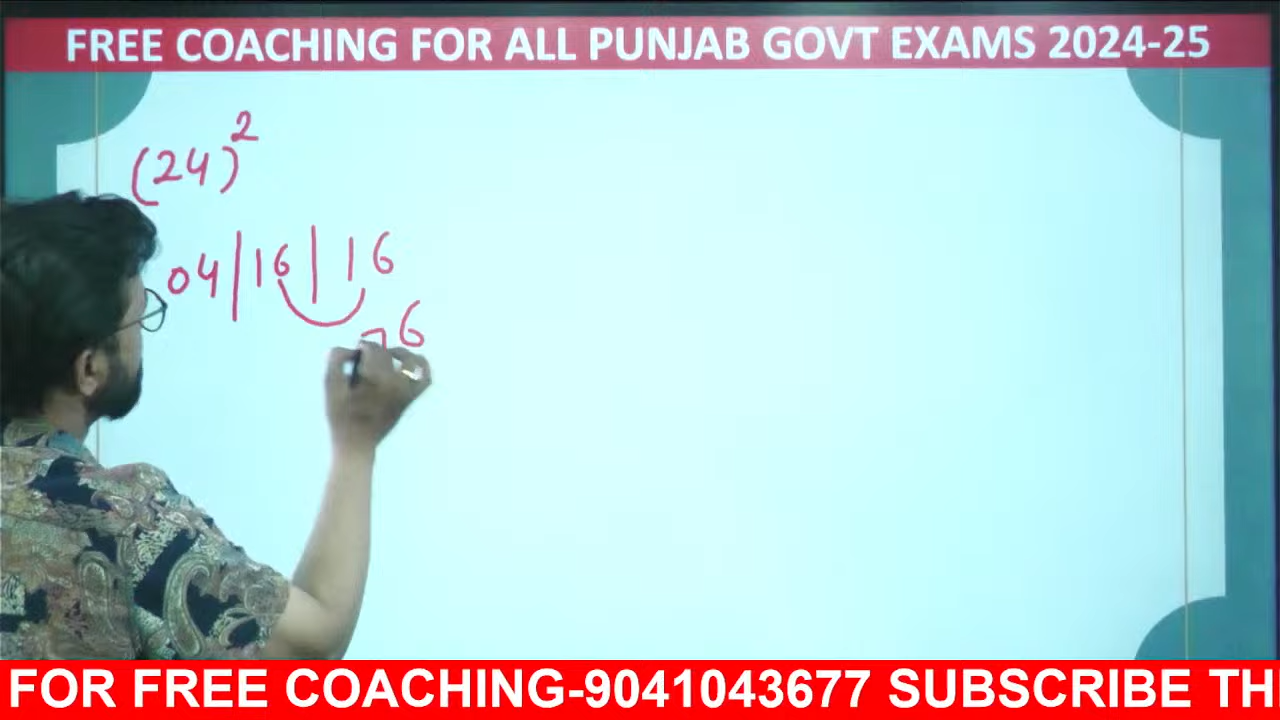 FREE COACHING FOR ALL PUNJAB GOVT EXAMS 2024-25
(24)²
04|16|16
76
FOR FREE COACHING-9041043677 SUBSCRIBE TH